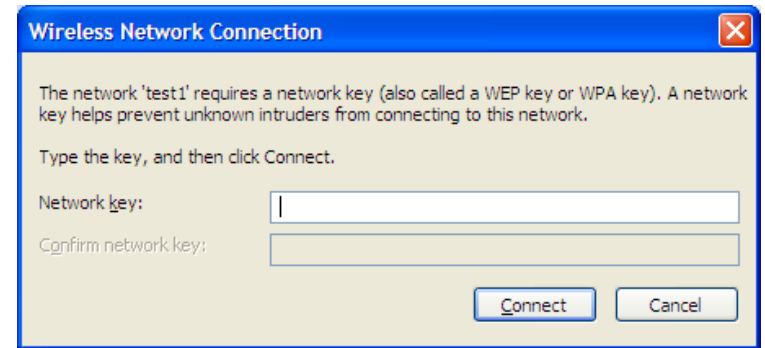 Wireless Network Connection
The network 'test1' requires a network key (also called a WEP key or WPA key). A network
key helps prevent unknown intruders from connecting to this network.
Type the key, and then click Connect.
Network key:
Confirm network key:
Connect Cancel